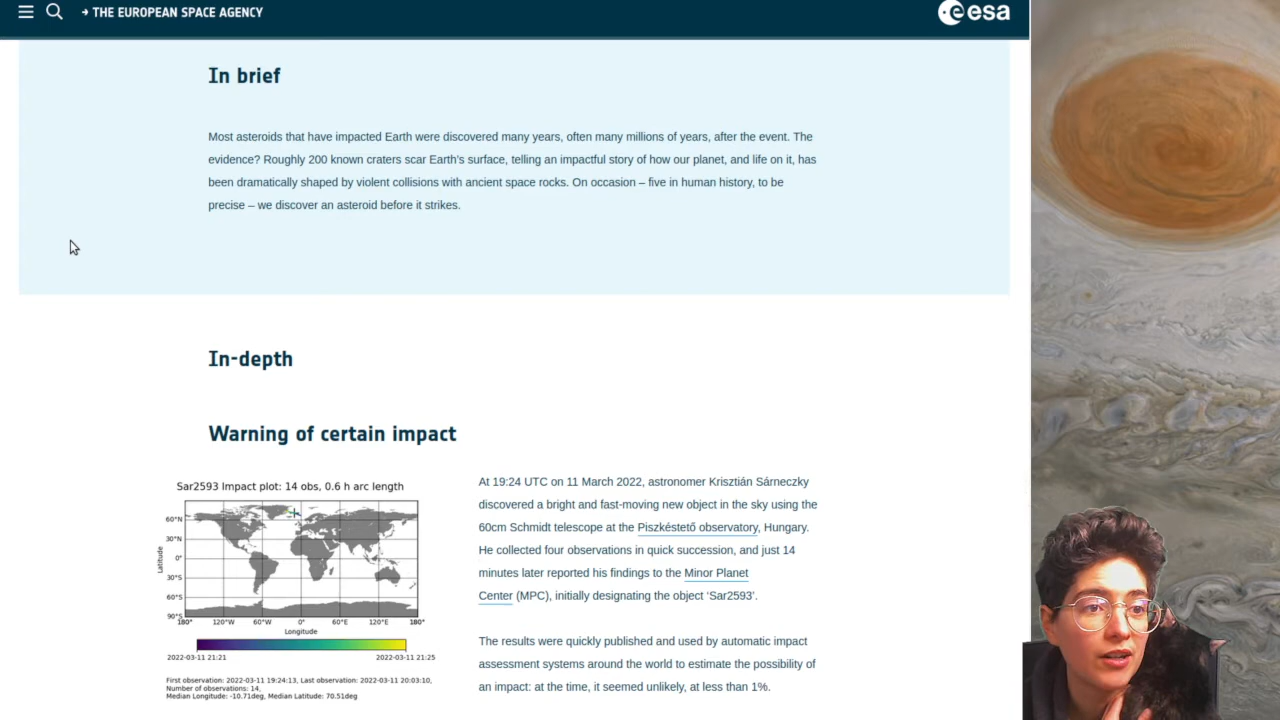 → THE EUROPEAN SPACE AGENCY
esa
In brief
Most asteroids that have impacted Earth were discovered many years, often many millions of years, after the event. The
evidence? Roughly 200 known craters scar Earth's surface, telling an impactful story of how our planet, and life on it, has
been dramatically shaped by violent collisions with ancient space rocks. On occasion – five in human history, to be
precise – we discover an asteroid before it strikes.
In-depth
Warning of certain impact
Sar2593 Impact plot: 14 obs, 0.6 h arc length
60°N
30°N
0°
30°S
60°S
90°S
Latitude
180° 120°W 60°W 0° 60°E 120°E 180°
Longitude
2022-03-11 21:21 2022-03-11 21:25
First observation: 2022-03-11 19:24:13, Last observation: 2022-03-11 20:03:10,
Number of observations: 14,
Median Longitude: -10.71deg, Median Latitude: 70.51deg
At 19:24 UTC on 11 March 2022, astronomer Krisztián Sárneczky
discovered a bright and fast-moving new object in the sky using the
60cm Schmidt telescope at the Piszkéstető observatory, Hungary.
He collected four observations in quick succession, and just 14
minutes later reported his findings to the Minor Planet
Center (MPC), initially designating the object ‘Sar2593’.
The results were quickly published and used by automatic impact
assessment systems around the world to estimate the possibility of
an impact: at the time, it seemed unlikely, at less than 1%.